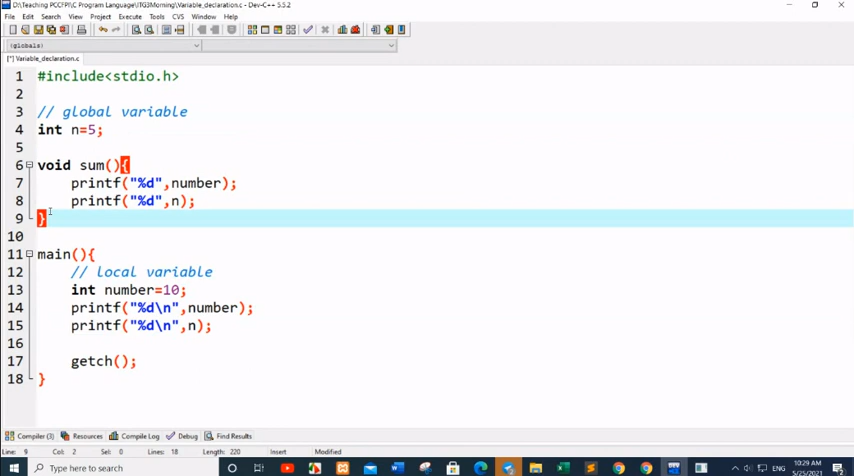 D:\Teaching PCCFPI\C Program Language\ITG3Morning\Variable_declaration.c - Dev-C++ 5.5.2
File Edit Search View Project Execute Tools CVS Window Help
(globals)
[*] Variable_declaration.c
1 #include<stdio.h>
2
3 // global variable
4 int n=5;
5
6 void sum(){
7 printf("%d",number);
8 printf("%d",n);
9 }
10
11 main(){
12 // local variable
13 int number=10;
14 printf("%d\n",number);
15 printf("%d\n",n);
16
17 getch();
18 }
Compiler (3) Resources Compile Log Debug Find Results
Line: 9 Col: 2 Sel: 0 Lines: 18 Length: 220 Insert Modified
Type here to search
ENG
10:29 AM
5/25/2021